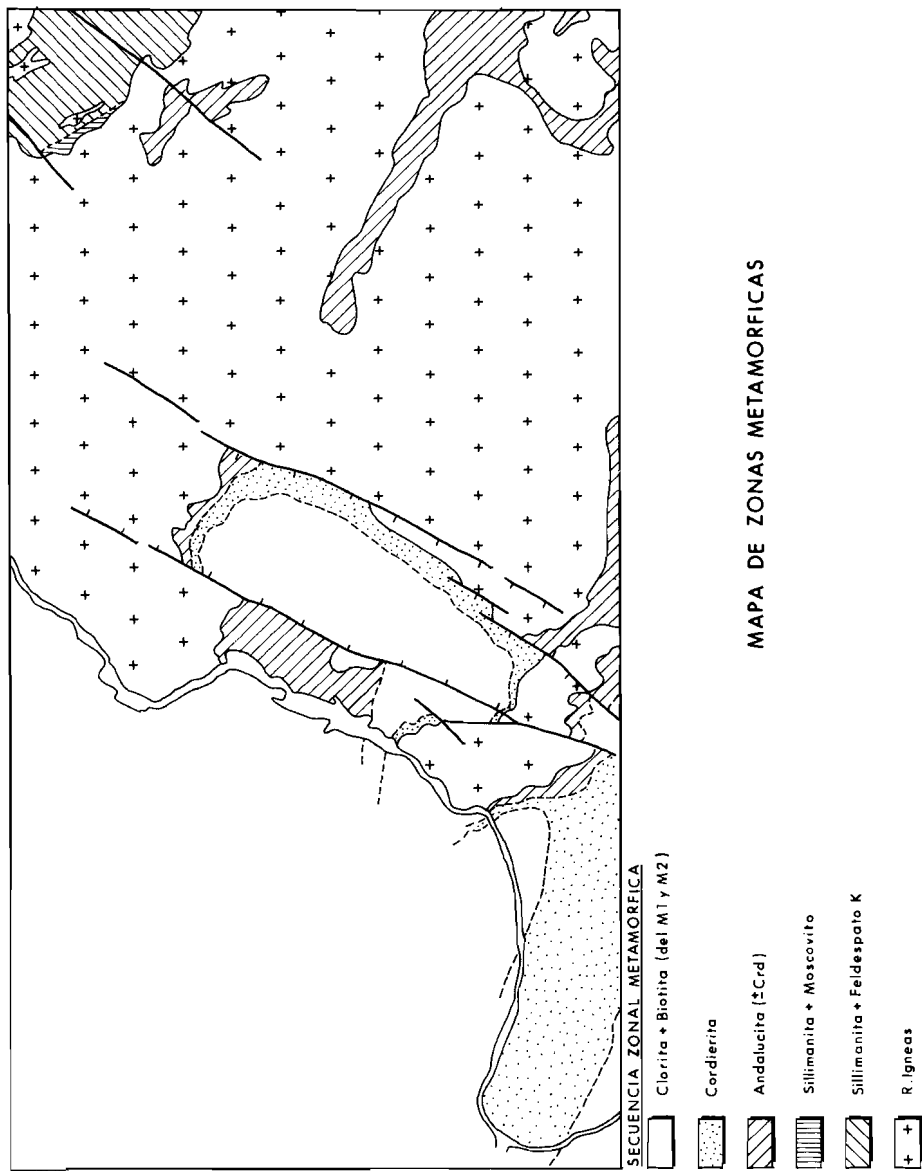 SECUENCIA ZONAL METAMORFICA
Clorita + Biotita (del M1 y M2)
Cordierita
Andalucita (±Crd)
Sillimanita + Moscovito
Sillimanita + Feldespato K
R. Igneas
MAPA DE ZONAS METAMORFICAS